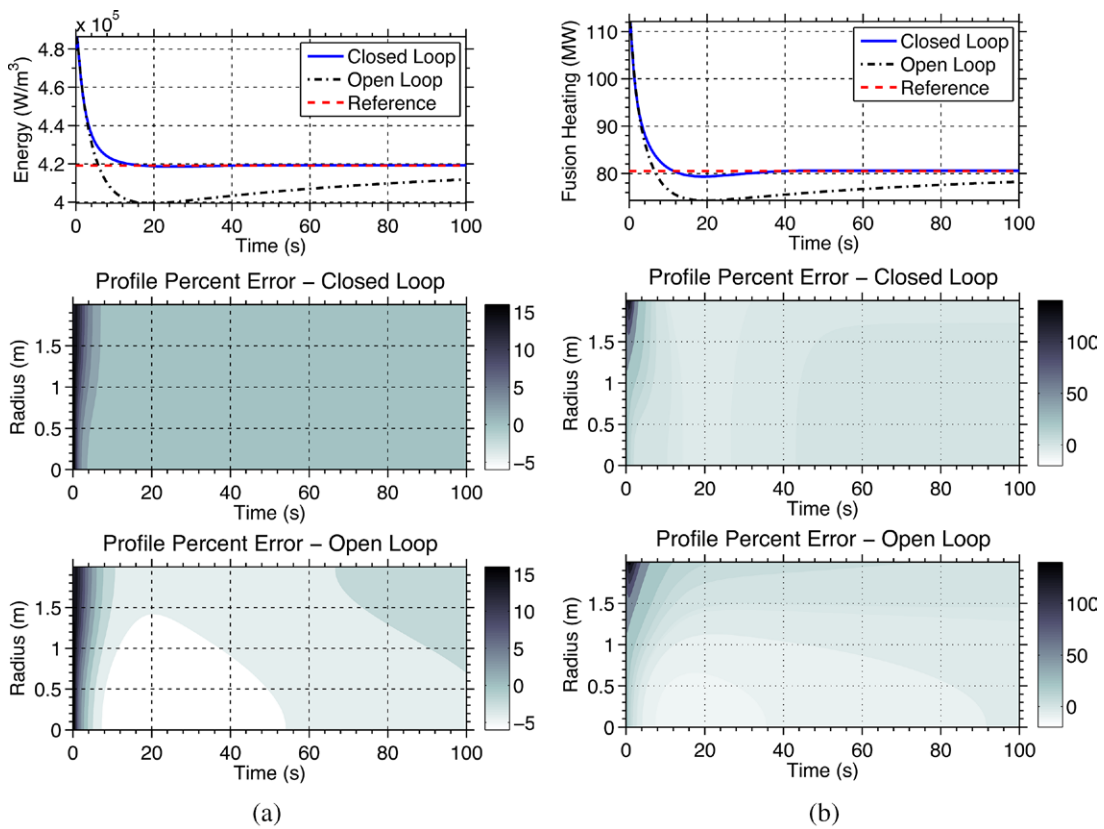 × 10⁵
4.8
4.6
4.4
4.2
4
Energy (W/m³)
Closed Loop
Open Loop
Reference
0 20 40 60 80 100
Time (s)
110
100
90
80
Fusion Heating (MW)
Closed Loop
Open Loop
Reference
0 20 40 60 80 100
Time (s)
Profile Percent Error – Closed Loop
1.5
1
0.5
0
Radius (m)
0 20 40 60 80 100
Time (s)
15
10
5
0
−5
Profile Percent Error – Closed Loop
1.5
1
0.5
0
Radius (m)
0 20 40 60 80 100
Time (s)
100
50
0
Profile Percent Error – Open Loop
1.5
1
0.5
0
Radius (m)
0 20 40 60 80 100
Time (s)
15
10
5
0
−5
Profile Percent Error – Open Loop
1.5
1
0.5
0
Radius (m)
0 20 40 60 80 100
Time (s)
100
50
0
(a)
(b)